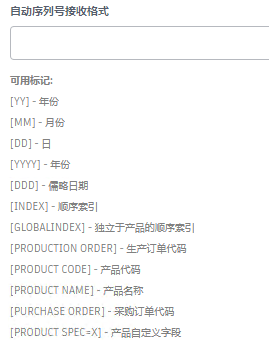 自动序列号接收格式
可用标记:
[YY] - 年份
[MM] - 月份
[DD] - 日
[YYYY] - 年份
[DDD] - 儒略日期
[INDEX] - 顺序索引
[GLOBALINDEX] - 独立于产品的顺序索引
[PRODUCTION ORDER] - 生产订单代码
[PRODUCT CODE] - 产品代码
[PRODUCT NAME] - 产品名称
[PURCHASE ORDER] - 采购订单代码
[PRODUCT SPEC=X] - 产品自定义字段